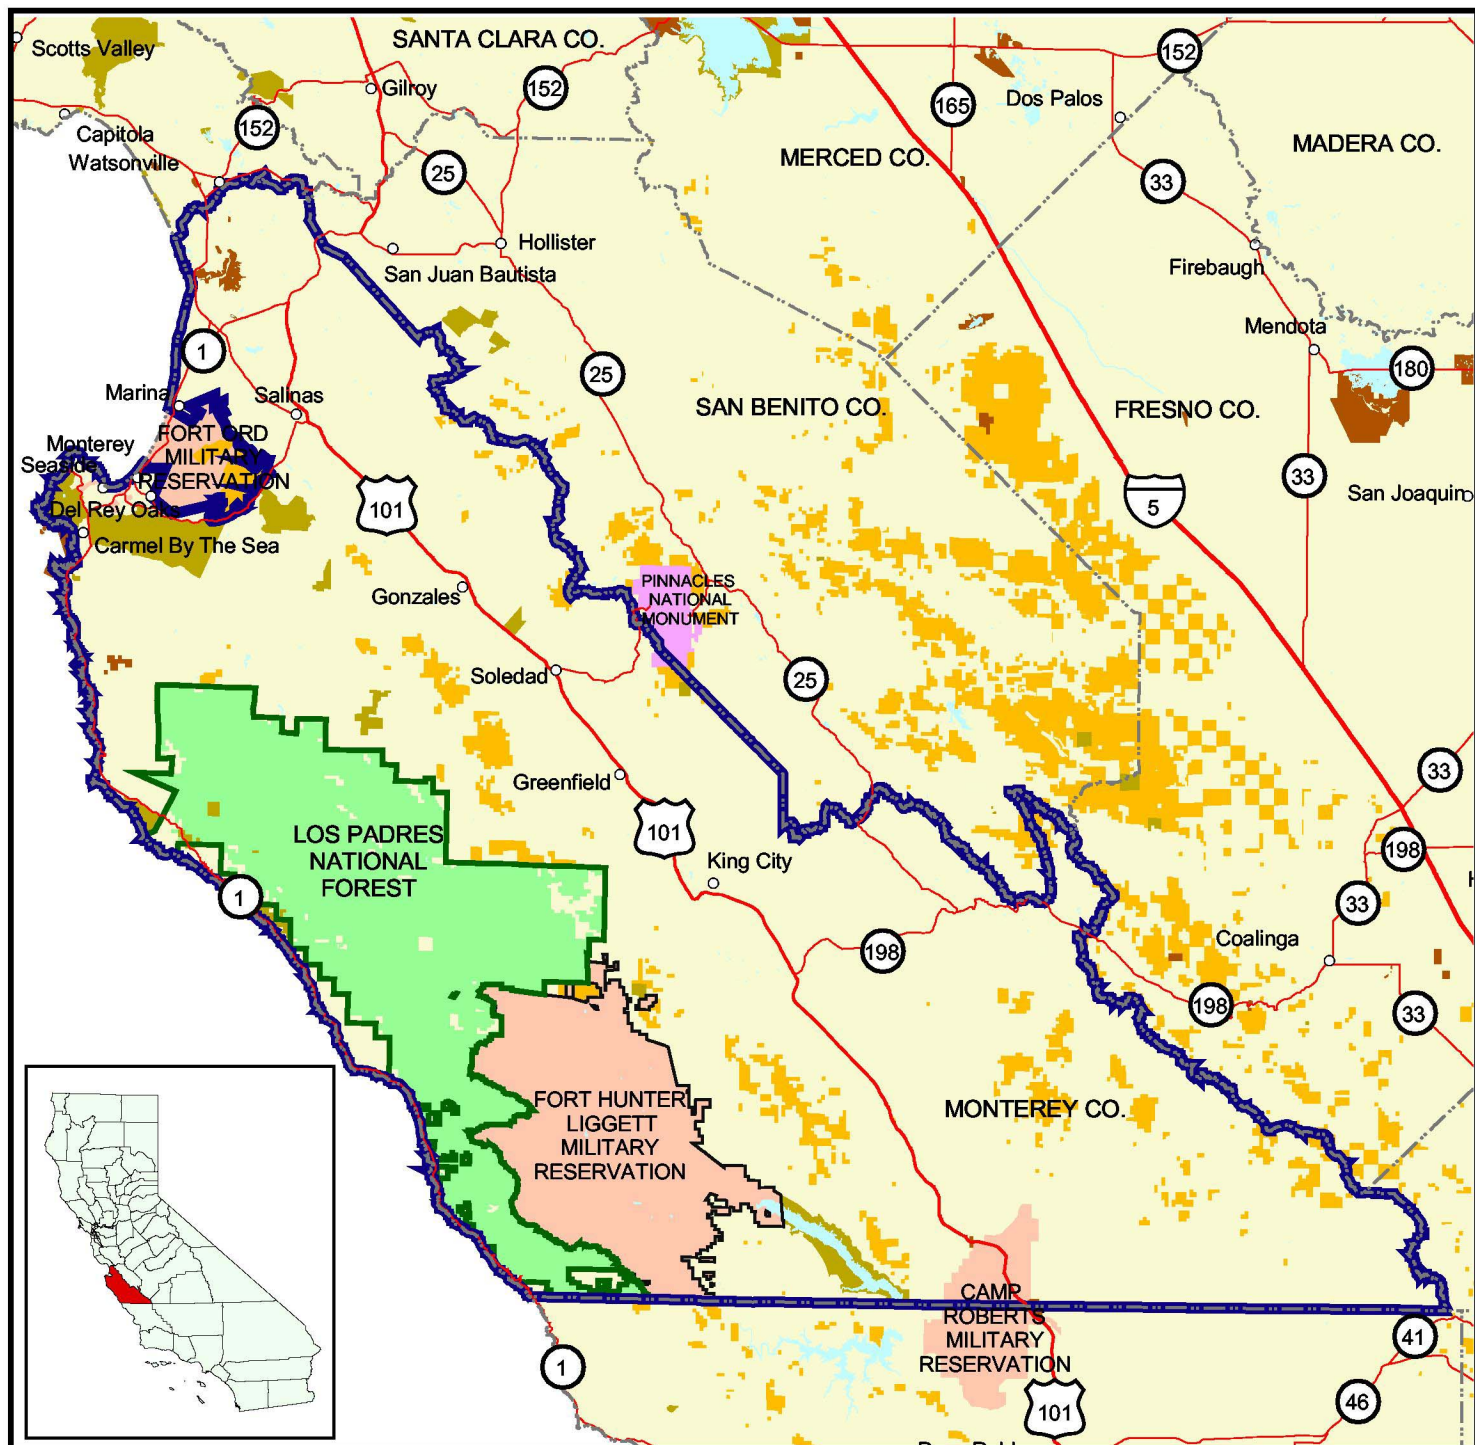 SANTA CLARA CO.
Scotts Valley
152
Gilroy
152
165
Dos Palos
152
Capitola
MADERA CO.
MERCED CO.
Watsonville
25
33
Hollister
San Juan Bautista
Firebaugh
Mendota
1
180
25
Marina
Salinas
SAN BENITO CO.
FRESNO CO.
Monterey
FORT ORD
MILITARY
RESERVATION
Seaside
33
San Joaquin
101
5
Del Rey Oaks
Carmel By The Sea
Gonzales
PINNACLES
NATIONAL
MONUMENT
Soledad
25
Greenfield
33
101
LOS PADRES
NATIONAL
FOREST
King City
198
1
33
198
Coalinga
198
33
FORT HUNTER
LIGGETT
MILITARY
RESERVATION
MONTEREY CO.
CAMP
ROBERTS
MILITARY
RESERVATION
41
1
46
101